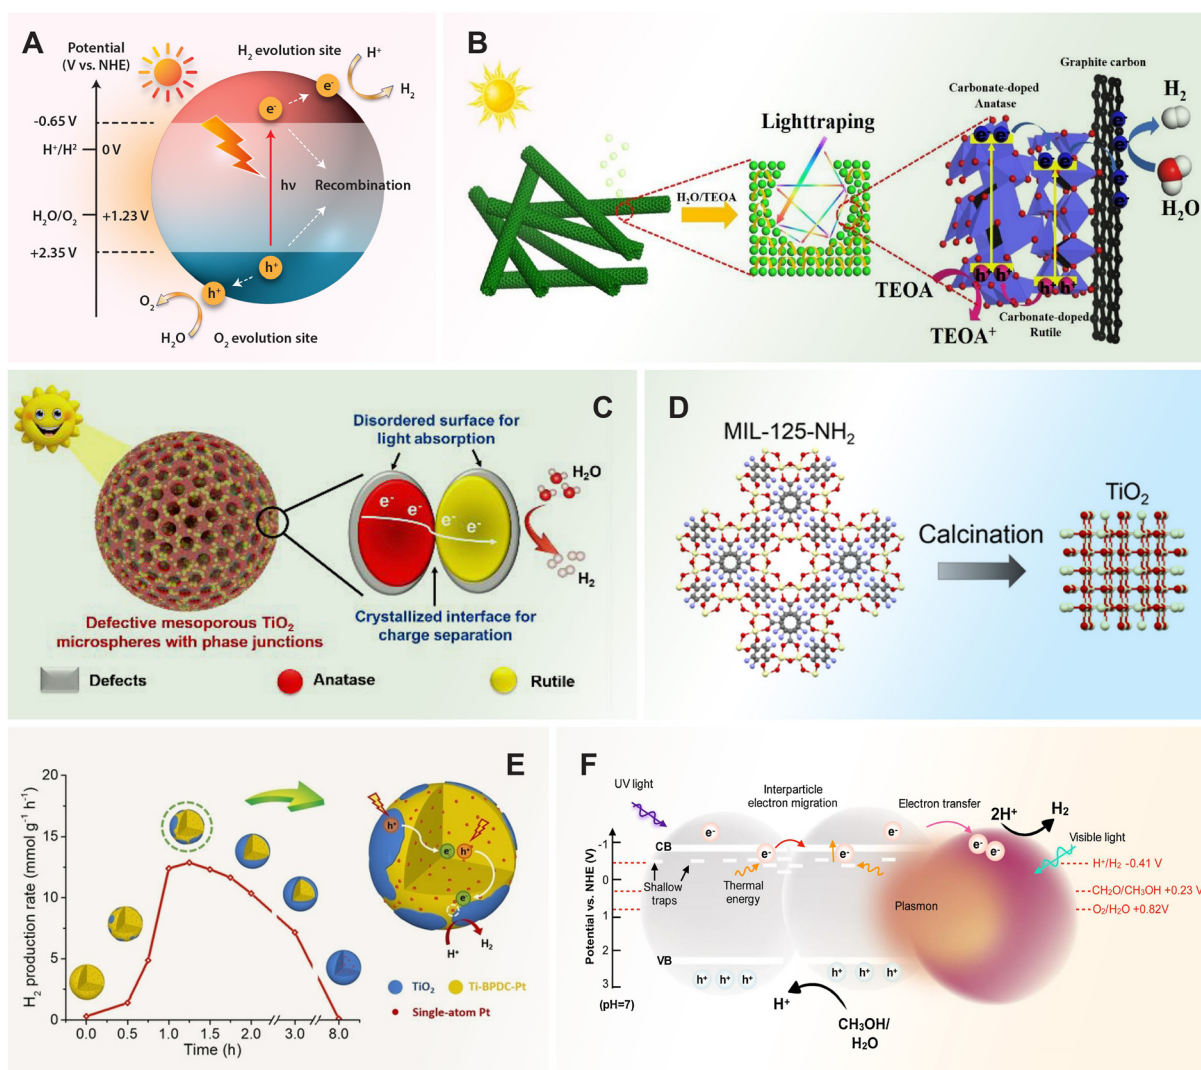 A
Potential
(V vs. NHE)
H₂ evolution site
H⁺
H₂
e⁻
e⁻
-0.65 V
H⁺/H²
0 V
hν
Recombination
H₂O/O₂
+1.23 V
+2.35 V
h⁺
h⁺
O₂
H₂O
O₂ evolution site
B
Graphite carbon
Carbonate-doped
Anatase
H₂
Lighttraping
e⁻
e⁻ e⁻
e⁻
e⁻ e⁻
e⁻
H₂O/TEOA
e⁻
H₂O
h⁺ h⁺
TEOA
h⁺ h⁺
Carbonate-doped
Rutile
TEOA⁺
C
Disordered surface for
light absorption
H₂O
e⁻
e⁻
e⁻
H₂
Crystallized interface for
charge separation
Defective mesoporous TiO₂
microspheres with phase junctions
Defects
Anatase
Rutile
D
MIL-125-NH₂
TiO₂
Calcination
E
H₂ production rate (mmol g⁻¹ h⁻¹)
20
15
10
5
0
0.0
0.5
1.0
1.5
2.0
3.0
8.0
Time (h)
h⁺
e⁻
h⁺
e⁻
H⁺
H₂
TiO₂
Ti-BPDC-Pt
Single-atom Pt
F
UV light
Interparticle
electron migration
Electron transfer
2H⁺
H₂
Visible light
e⁻
e⁻
e⁻
e⁻
e⁻
e⁻
CB
-1
0
1
2
3
Potential vs. NHE (V)
(pH=7)
Shallow
traps
Thermal
energy
Plasmon
H⁺/H₂ -0.41 V
CH₂O/CH₃OH +0.23 V
O₂/H₂O +0.82V
VB
h⁺ h⁺ h⁺
h⁺ h⁺ h⁺
H⁺
CH₃OH/
H₂O